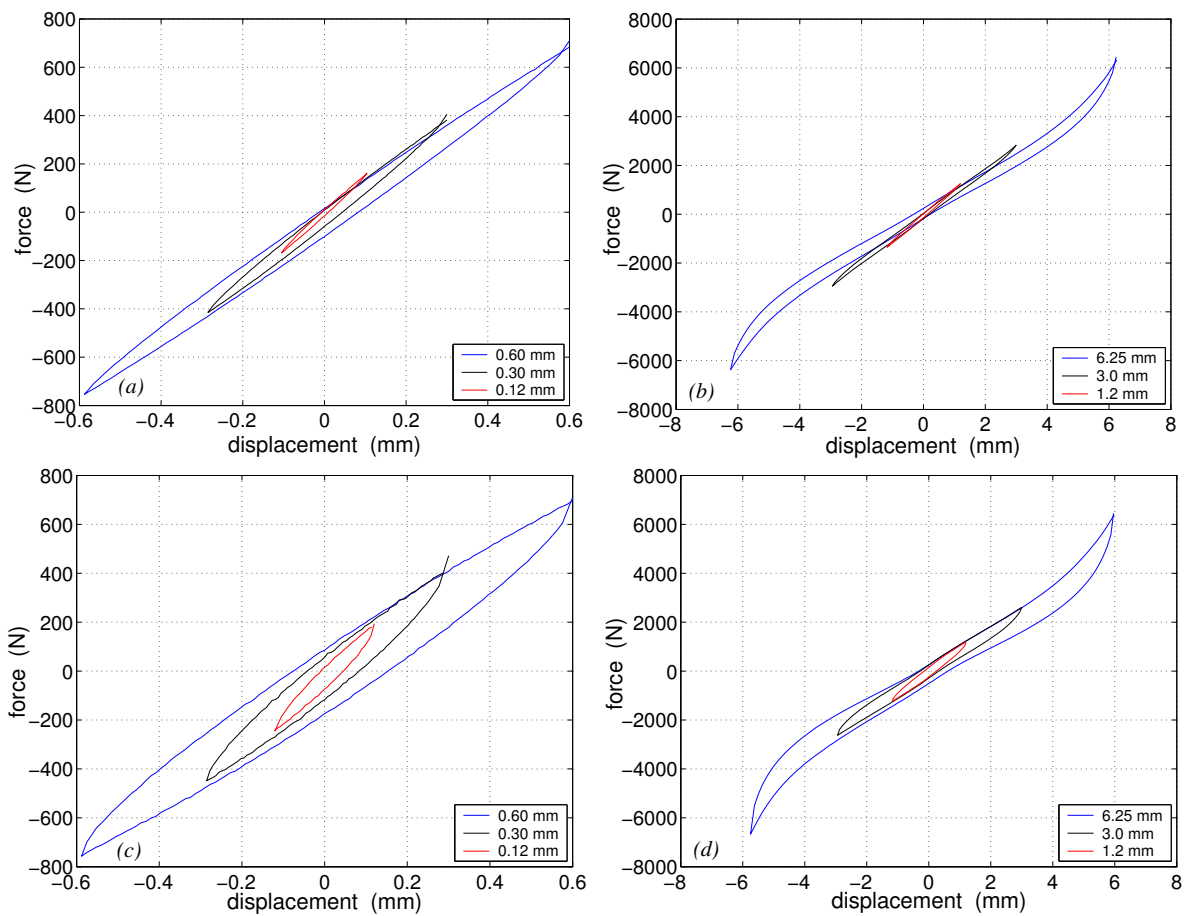 800
600
400
200
0
−200
−400
−600
−800
−0.6
−0.4
−0.2
0
0.2
0.4
0.6
force (N)
displacement (mm)
0.60 mm
0.30 mm
0.12 mm
(a)
8000
6000
4000
2000
0
−2000
−4000
−6000
−8000
−8
−6
−4
−2
0
2
4
6
8
force (N)
displacement (mm)
6.25 mm
3.0 mm
1.2 mm
(b)
800
600
400
200
0
−200
−400
−600
−800
−0.6
−0.4
−0.2
0
0.2
0.4
0.6
force (N)
displacement (mm)
0.60 mm
0.30 mm
0.12 mm
(c)
8000
6000
4000
2000
0
−2000
−4000
−6000
−8000
−8
−6
−4
−2
0
2
4
6
8
force (N)
displacement (mm)
6.25 mm
3.0 mm
1.2 mm
(d)